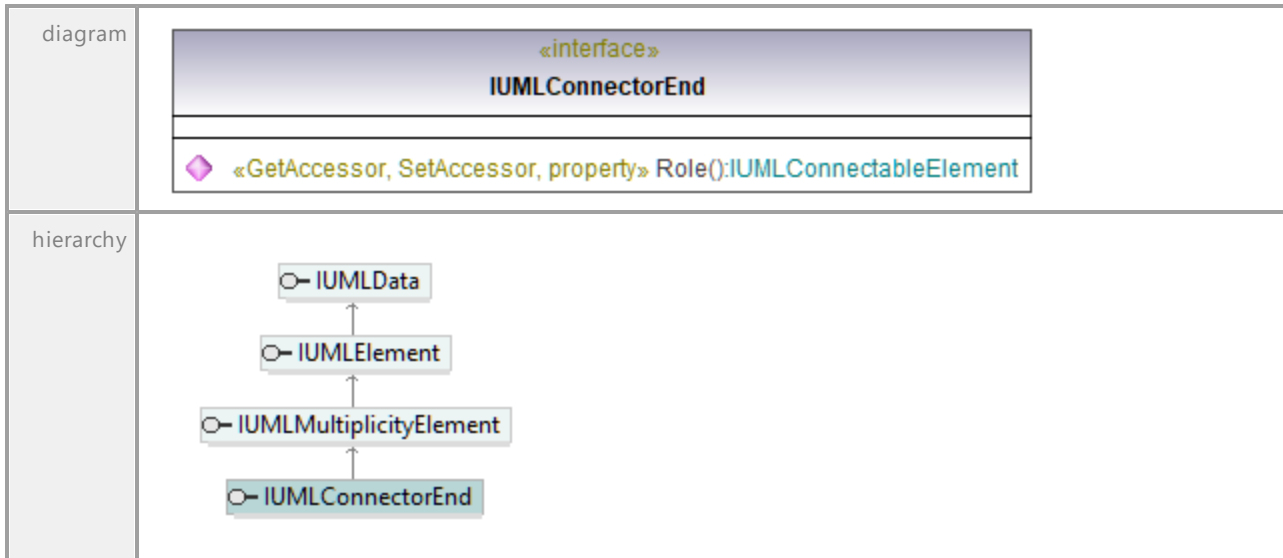 diagram
«interface»
IUMLConnectorEnd
«GetAccessor, SetAccessor, property» Role():IUMLConnectableElement
hierarchy
IUMLData
IUMLElement
IUMLMultiplicityElement
IUMLConnectorEnd